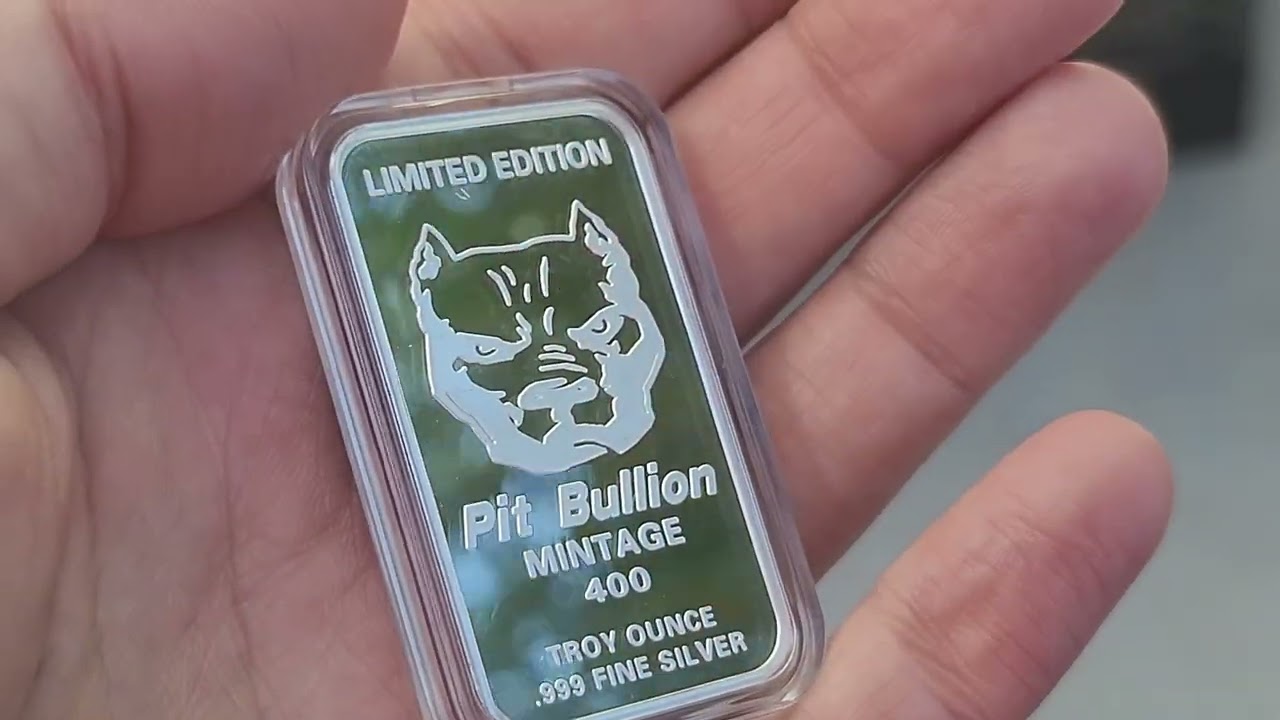 LIMITED EDITION
Pit Bullion
MINTAGE
400
TROY OUNCE
.999 FINE SILVER